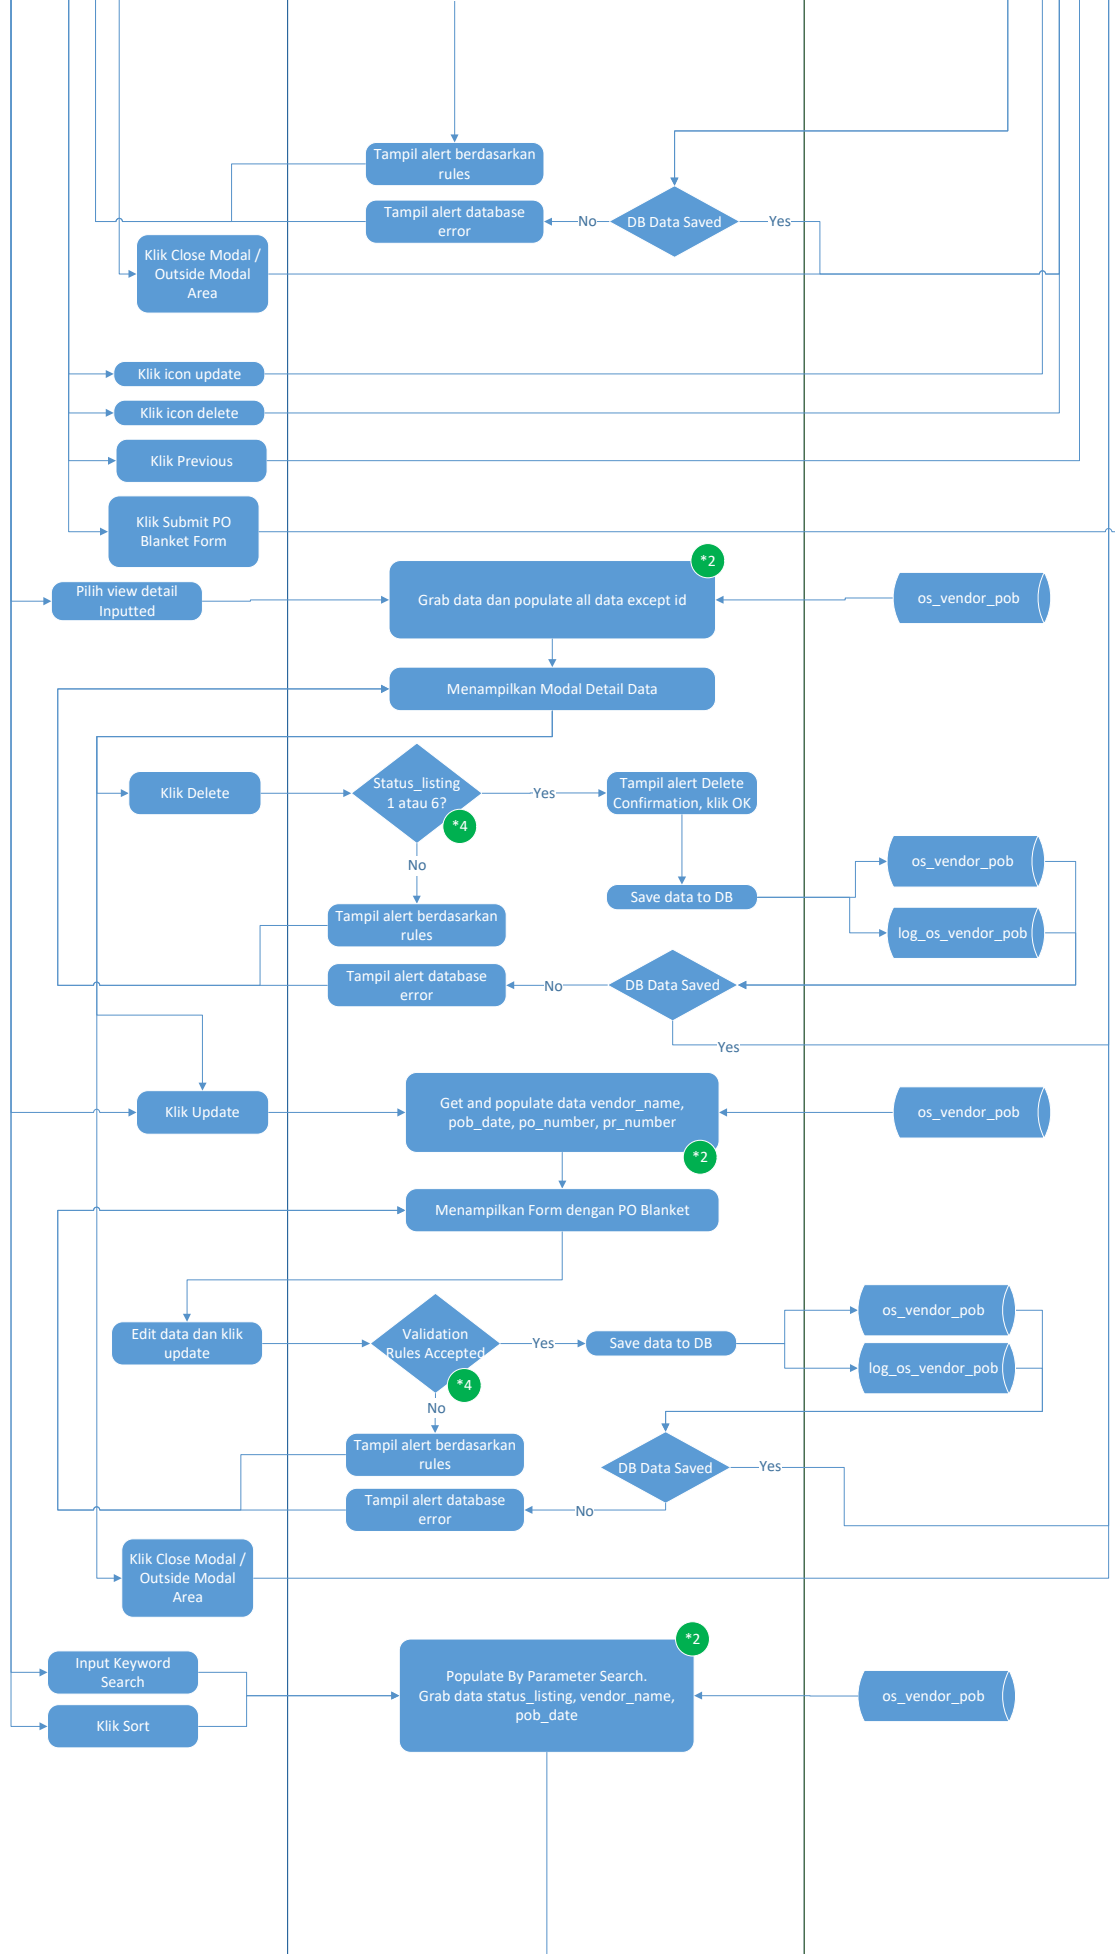 Tampil alert berdasarkan
rules
Tampil alert database
error
No
DB Data Saved
Yes
Klik Close Modal /
Outside Modal
Area
Klik icon update
Klik icon delete
Klik Previous
Klik Submit PO
Blanket Form
*2
Pilih view detail
Inputted
Grab data dan populate all data except id
os_vendor_pob
Menampilkan Modal Detail Data
Klik Delete
Status_listing
1 atau 6?
*4
Yes
Tampil alert Delete
Confirmation, klik OK
No
os_vendor_pob
Save data to DB
Tampil alert berdasarkan
rules
log_os_vendor_pob
Tampil alert database
error
No
DB Data Saved
Yes
Klik Update
Get and populate data vendor_name,
pob_date, po_number, pr_number
*2
os_vendor_pob
Menampilkan Form dengan PO Blanket
Edit data dan klik
update
Validation
Rules Accepted
*4
Yes
Save data to DB
os_vendor_pob
log_os_vendor_pob
No
Tampil alert berdasarkan
rules
DB Data Saved
Yes
Tampil alert database
error
No
Klik Close Modal /
Outside Modal
Area
*2
Input Keyword
Search
Klik Sort
Populate By Parameter Search.
Grab data status_listing, vendor_name,
pob_date
os_vendor_pob